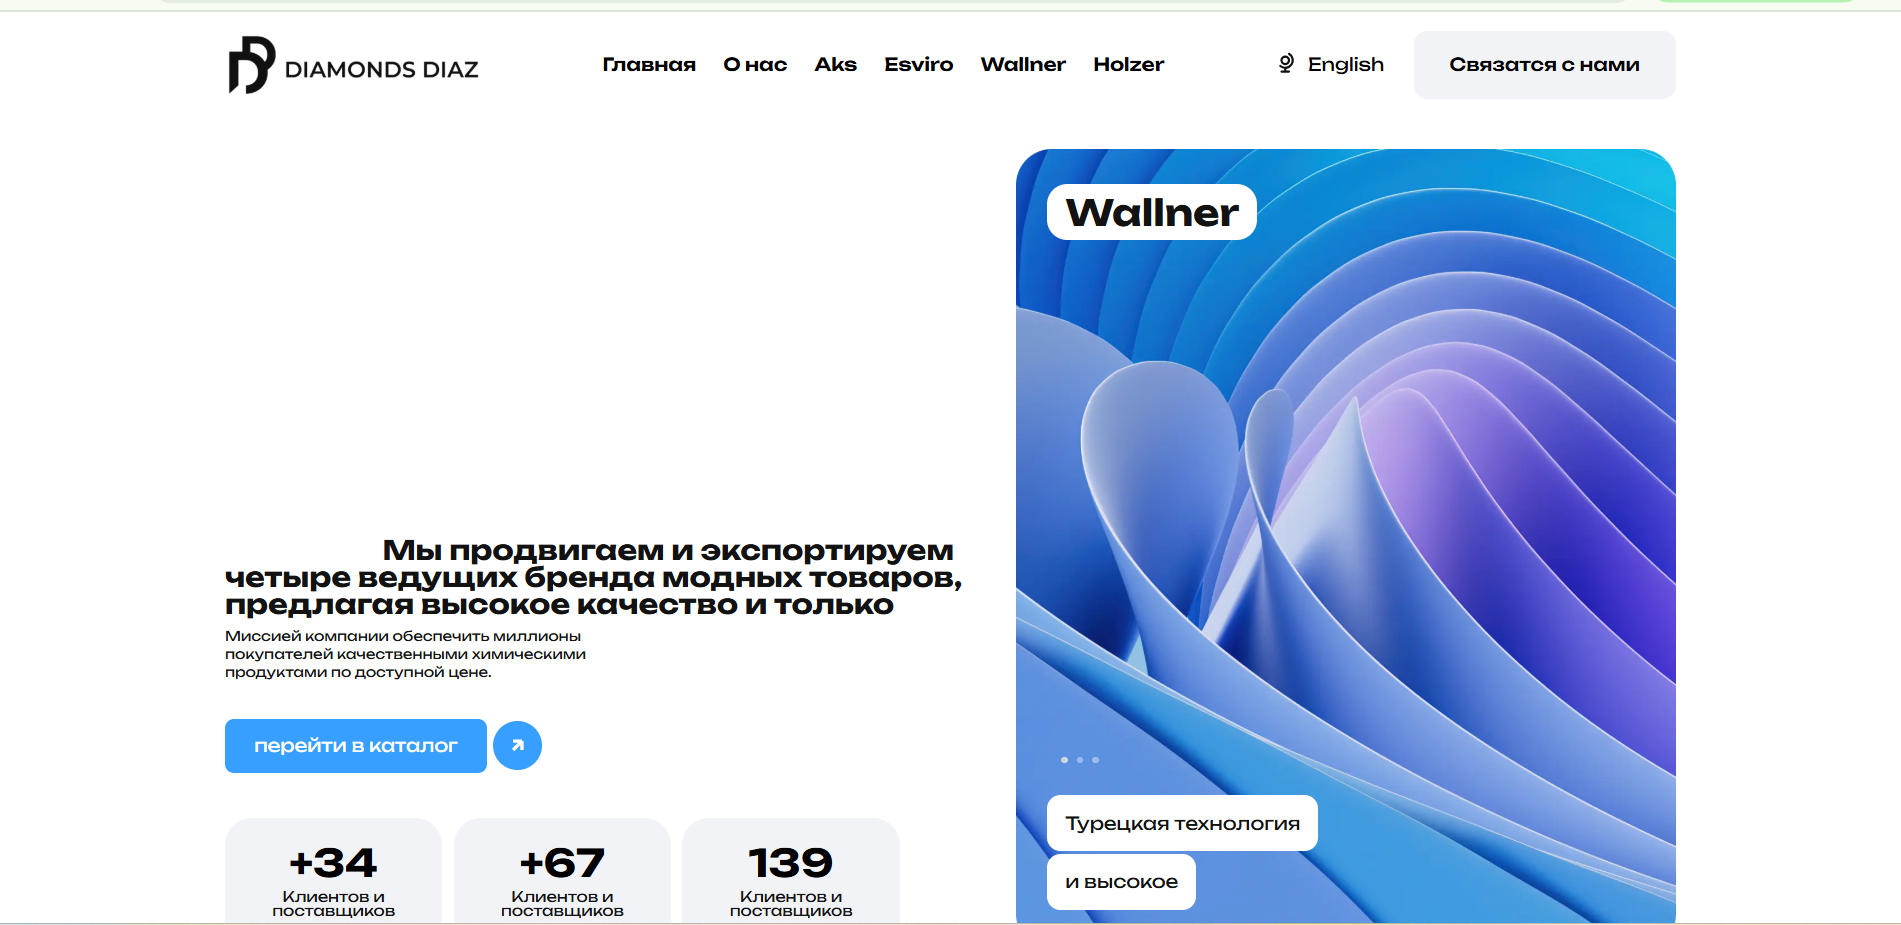 DIAMONDS DIAZ
Главная О нас Aks Esviro Wallner Holzer
English
Связатся с нами
Wallner
Мы продвигаем и экспортируем
четыре ведущих бренда модных товаров,
предлагая высокое качество и только
Миссией компании обеспечить миллионы
покупателей качественными химическими
продуктами по доступной цене.
перейти в каталог
+34
Клиентов и
поставщиков
+67
Клиентов и
поставщиков
139
Клиентов и
поставщиков
Турецкая технология
и высокое